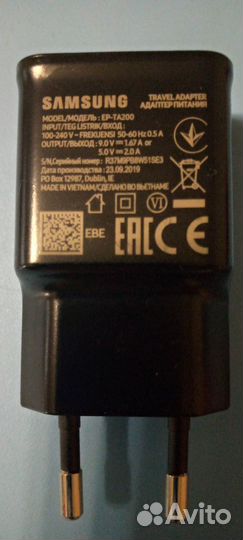 SAMSUNG
TRAVEL ADAPTER
АДАПТЕР ПИТАНИЯ
MODEL/МОДЕЛЬ: EP-TA200
INPUT/TEG LISTRIK/ВХОД :
100-240 V~ FREKUENSI 50-60 Hz 0.5 A
OUTPUT/ВЫХОД: 9.0 V⎓1.67 A or
5.0 V⎓2.0 A
S/N,Серийный номер: R37M9PB8W51SE3
Дата производства : 23.09.2019
MADE IN VIETNAM / СДЕЛАНО ВО ВЬЕТНАМЕ
PO Box 12987, Dublin, IE
VI
EBE
EAC CE
Avito